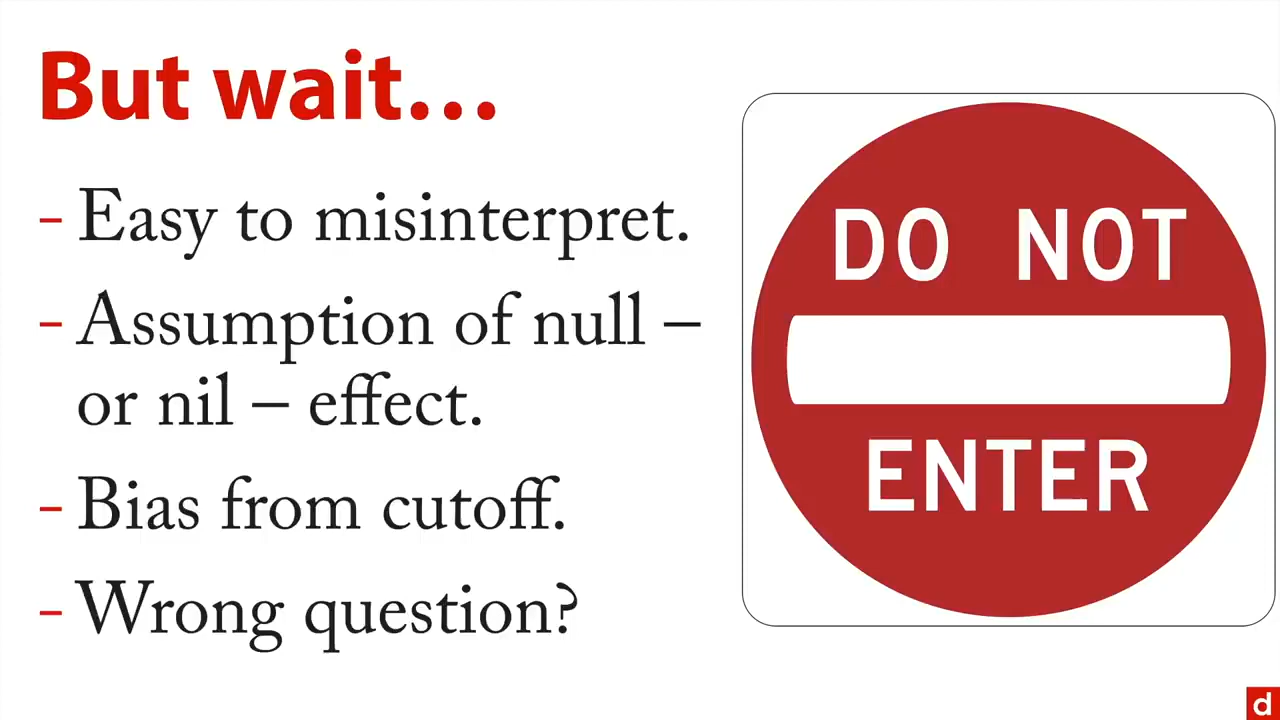 But wait…
- Easy to misinterpret.
- Assumption of null –
or nil – effect.
- Bias from cutoff.
- Wrong question?
DO NOT
ENTER
d